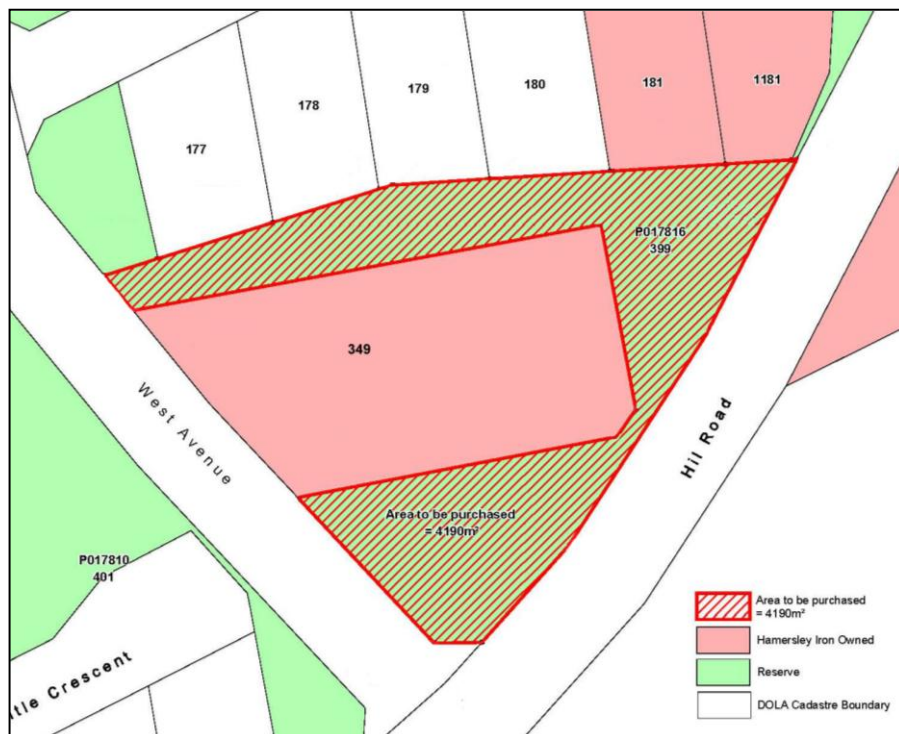 179
180
181
1181
178
177
P017816
399
349
West Avenue
Hil Road
Area to be purchased
= 4190m²
P017810
401
tle Crescent
Area to be purchased
= 4190m²
Hamersley Iron Owned
Reserve
DOLA Cadastre Boundary